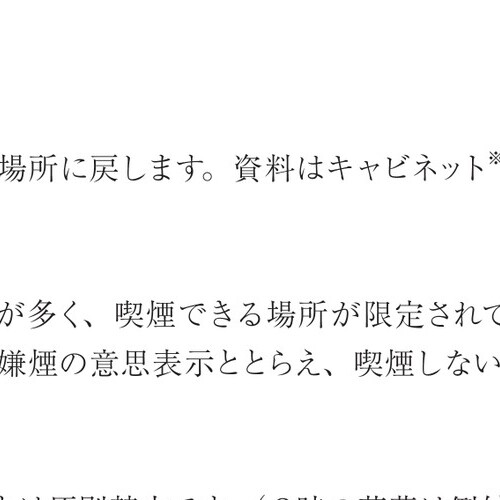 場所に戻します。資料はキャビネット※
が多く、喫煙できる場所が限定されて
嫌煙の意思表示ととらえ、喫煙しない